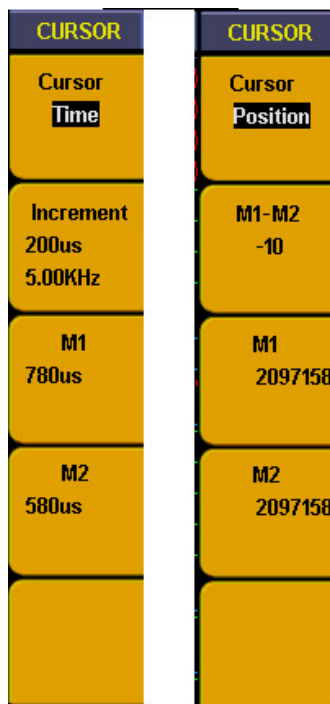 CURSOR
Cursor
Time
Increment
200us
5.00KHz
M1
780us
M2
580us
CURSOR
Cursor
Position
M1-M2
-10
M1
2097158
M2
2097158